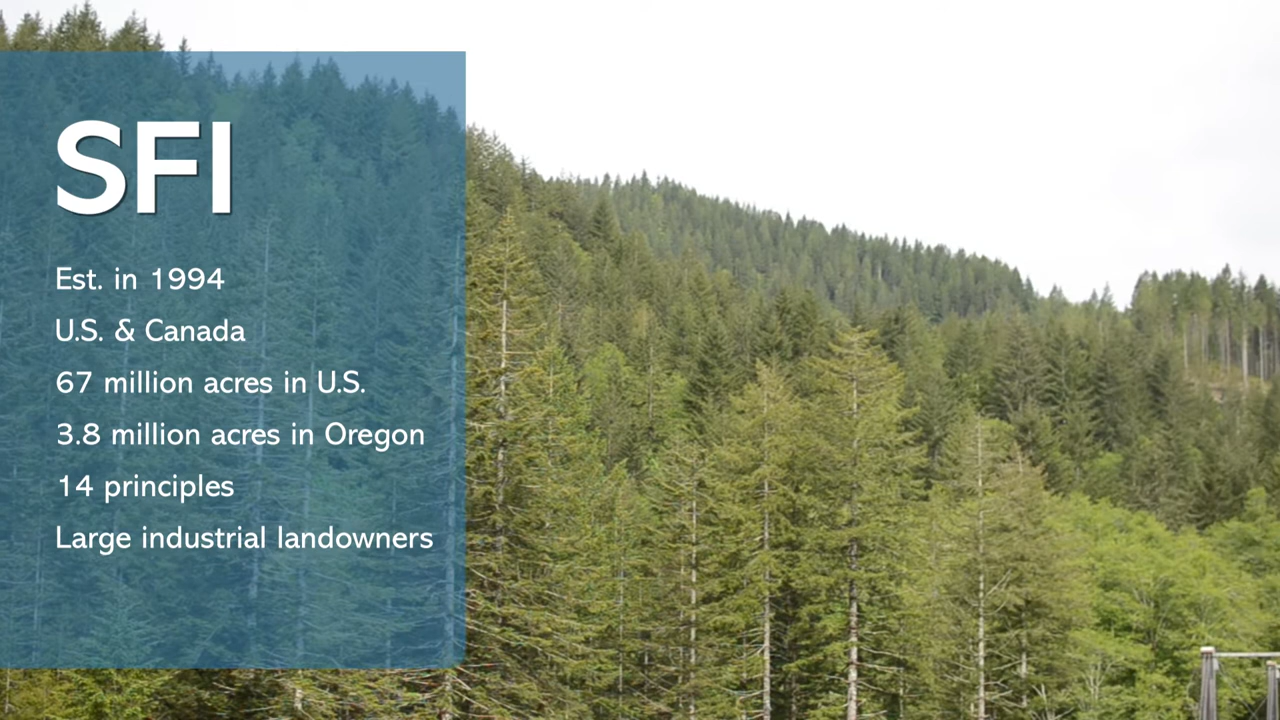 SFI
Est. in 1994
U.S. & Canada
67 million acres in U.S.
3.8 million acres in Oregon
14 principles
Large industrial landowners